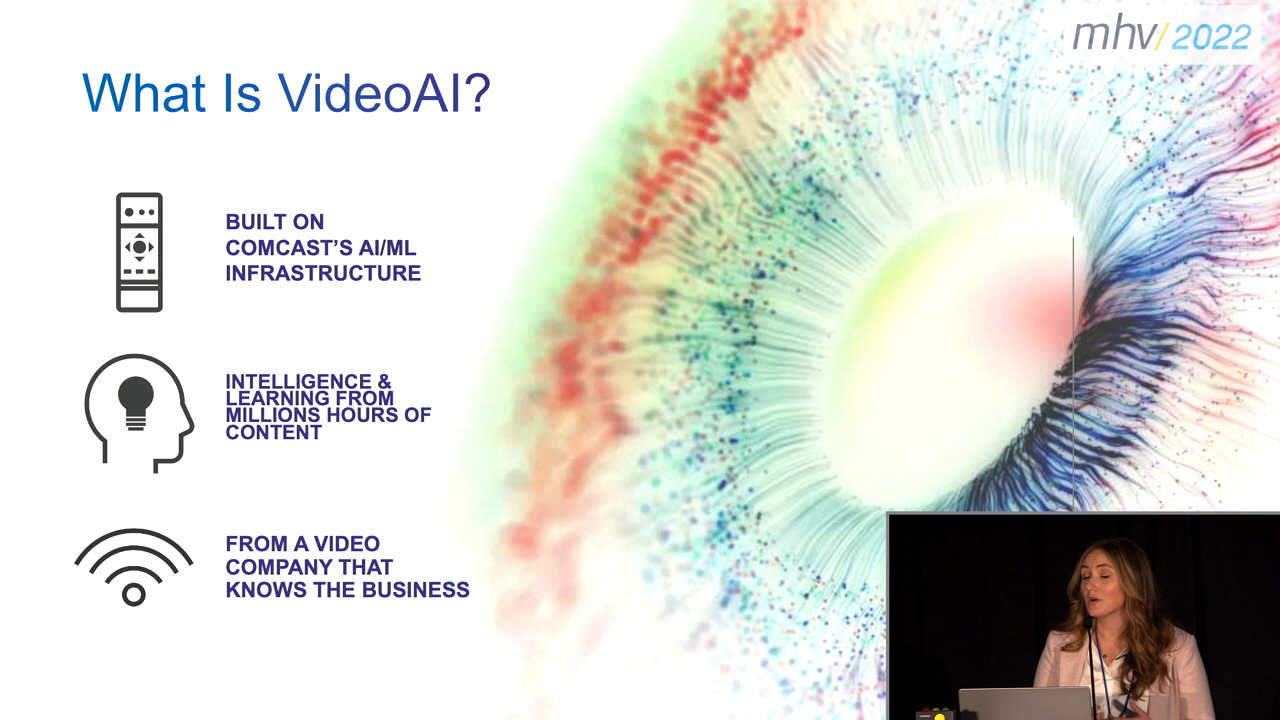 mhv/2022
What Is VideoAI?
BUILT ON
COMCAST'S AI/ML
INFRASTRUCTURE
INTELLIGENCE &
LEARNING FROM
MILLIONS HOURS OF
CONTENT
FROM A VIDEO
COMPANY THAT
KNOWS THE BUSINESS